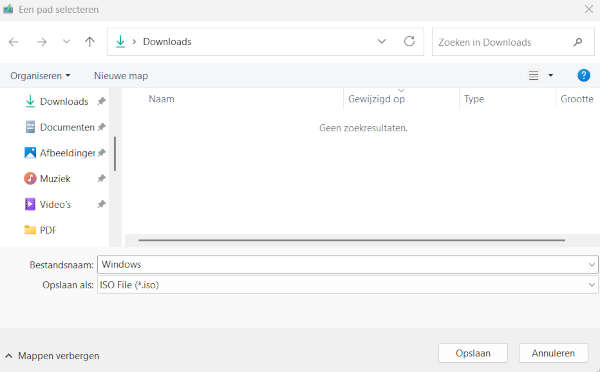 Een pad selecteren
Downloads
Zoeken in Downloads
Organiseren
Nieuwe map
?
Downloads
Documenten
Afbeeldingen
Muziek
Video's
PDF
Naam Gewijzigd op Type Grootte
Geen zoekresultaten.
Bestandsnaam: Windows
Opslaan als: ISO File (*.iso)
Mappen verbergen
Opslaan
Annuleren